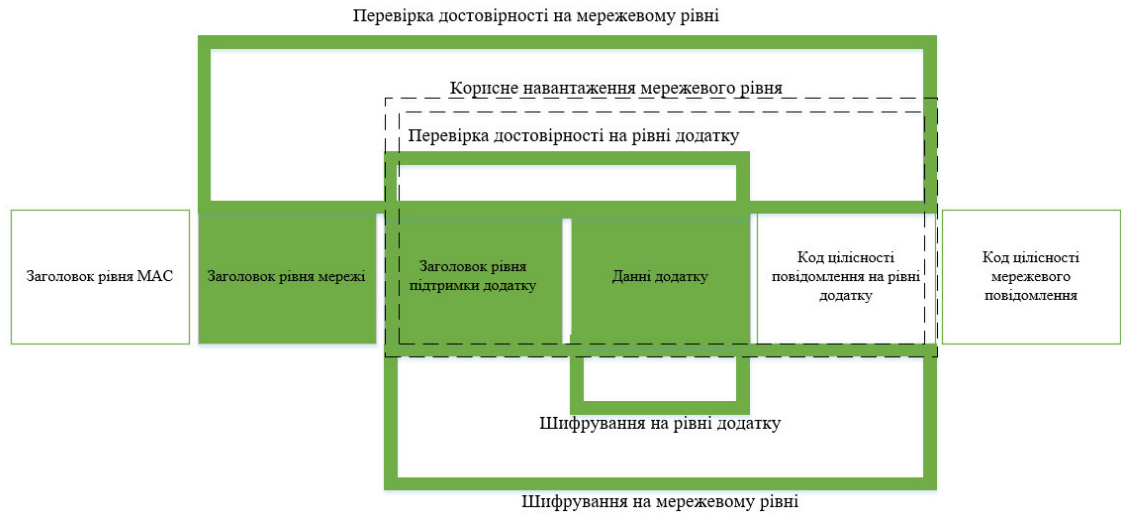 Перевірка достовірності на мережевому рівні
Корисне навантаження мережевого рівня
Перевірка достовірності на рівні додатку
Заголовок рівня MAC
Заголовок рівня мережі
Заголовок рівня
підтримки додатку
Данні додатку
Код цілісності
повідомлення на рівні
додатку
Код цілісності
мережевого
повідомлення
Шифрування на рівні додатку
Шифрування на мережевому рівні